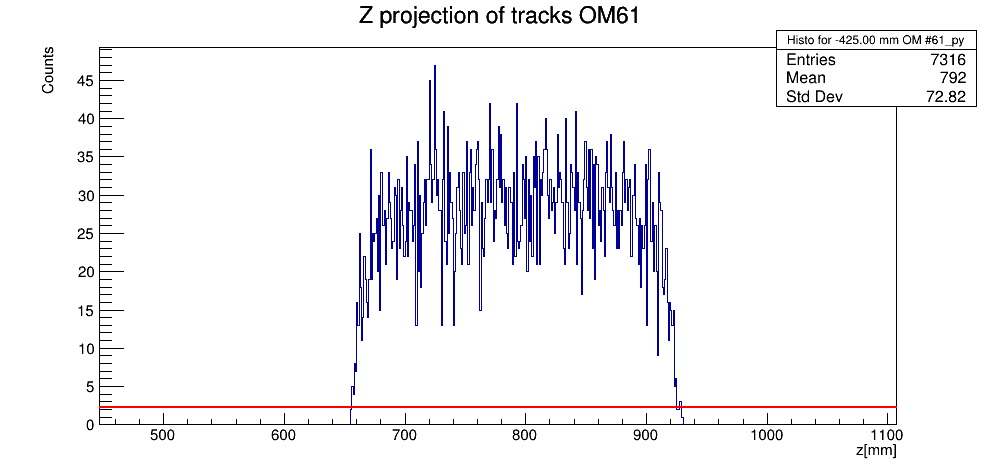 Z projection of tracks OM61
Histo for -425.00 mm OM #61_py
Entries 7316
Mean 792
Std Dev 72.82
Counts
45
40
35
30
25
20
15
10
5
0
500 600 700 800 900 1000 1100
z[mm]